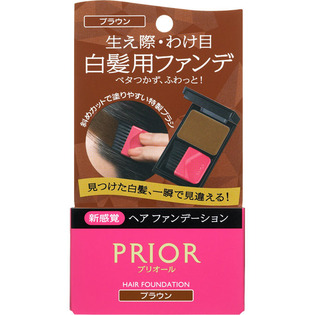 ブラウン
生え際・わけ目
白髪用ファンデ
ベタつかず、ふわっと!
斜めカットで塗りやすい特製ブラシ
見つけた白髪、一瞬で見違える!
新感覚 ヘア ファンデーション
PRIOR
プリオール
HAIR FOUNDATION
ブラウン